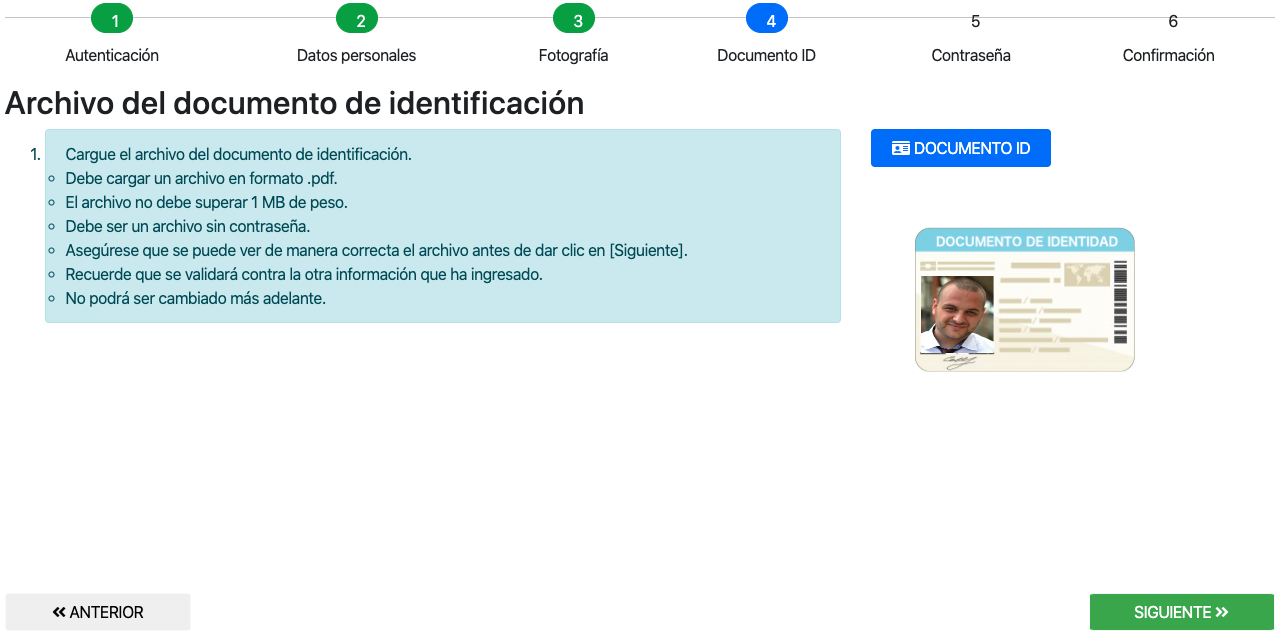 1
2
3
4
5
6
Autenticación
Datos personales
Fotografía
Documento ID
Contraseña
Confirmación
Archivo del documento de identificación
1. Cargue el archivo del documento de identificación.
Debe cargar un archivo en formato .pdf.
El archivo no debe superar 1 MB de peso.
Debe ser un archivo sin contraseña.
Asegúrese que se puede ver de manera correcta el archivo antes de dar clic en [Siguiente].
Recuerde que se validará contra la otra información que ha ingresado.
No podrá ser cambiado más adelante.
DOCUMENTO ID
DOCUMENTO DE IDENTIDAD
ANTERIOR
SIGUIENTE